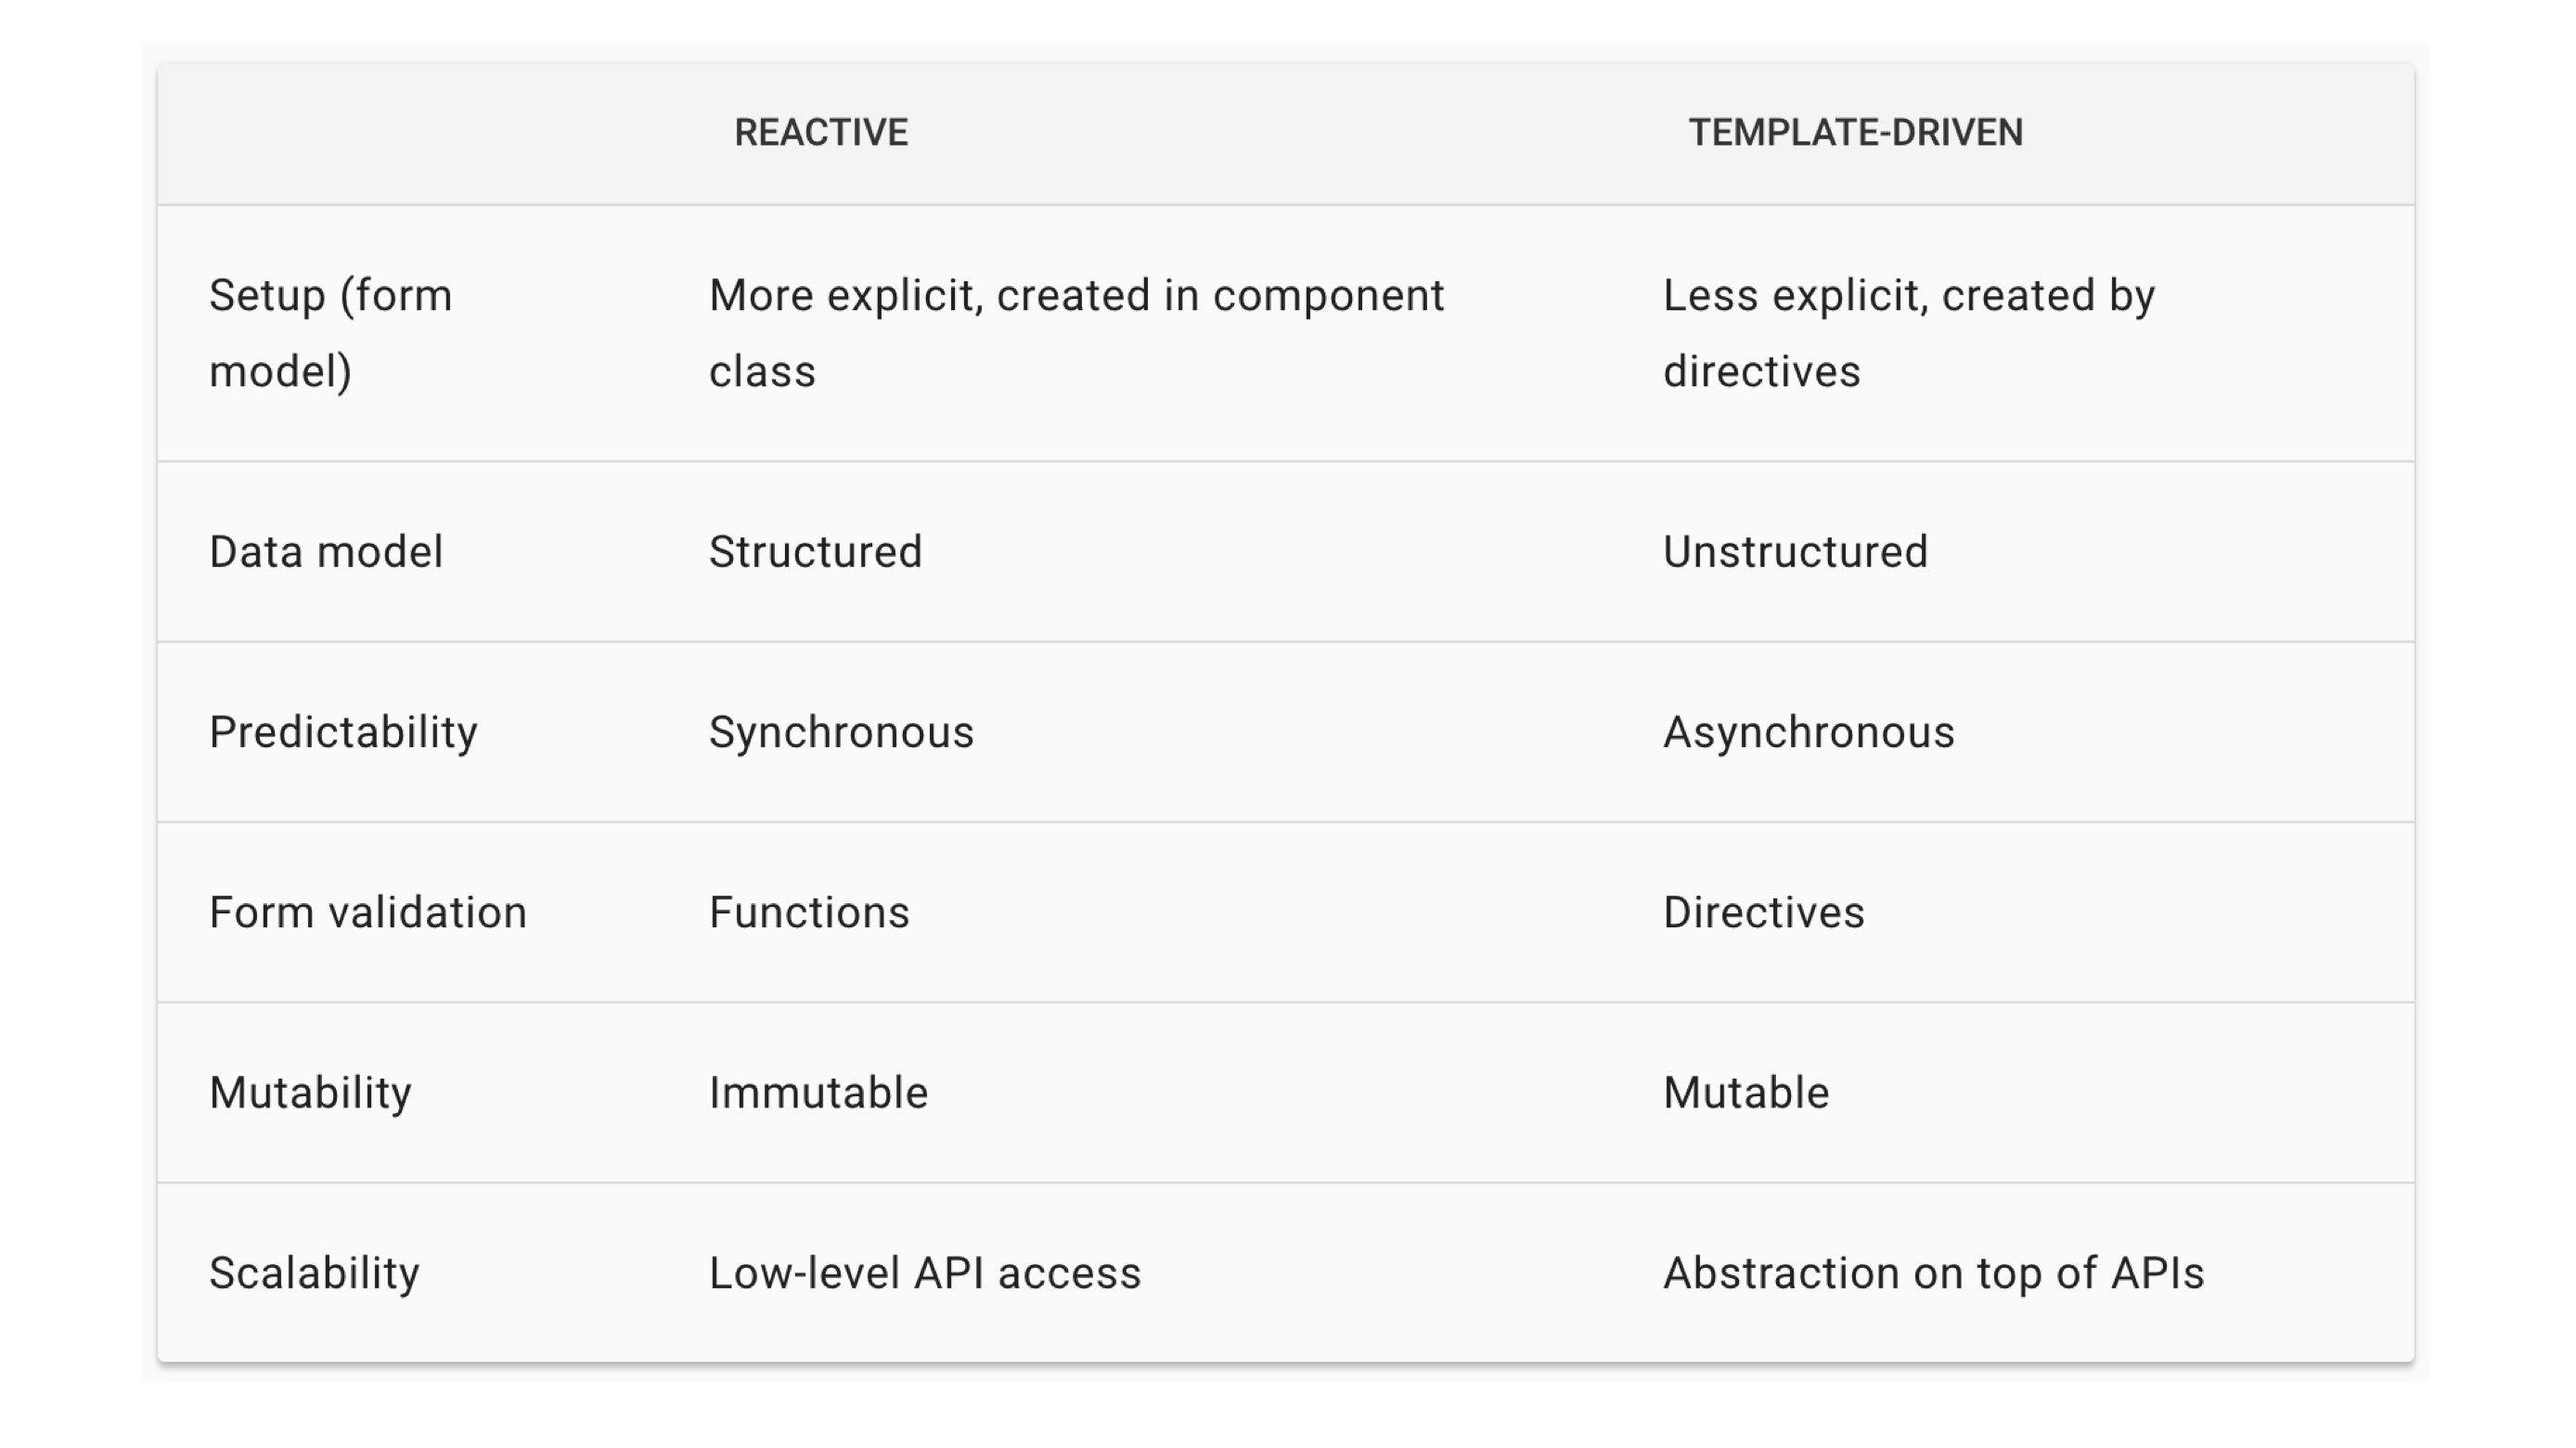 REACTIVE TEMPLATE-DRIVEN
Setup (form model) More explicit, created in component class Less explicit, created by directives
Data model Structured Unstructured
Predictability Synchronous Asynchronous
Form validation Functions Directives
Mutability Immutable Mutable
Scalability Low-level API access Abstraction on top of APIs